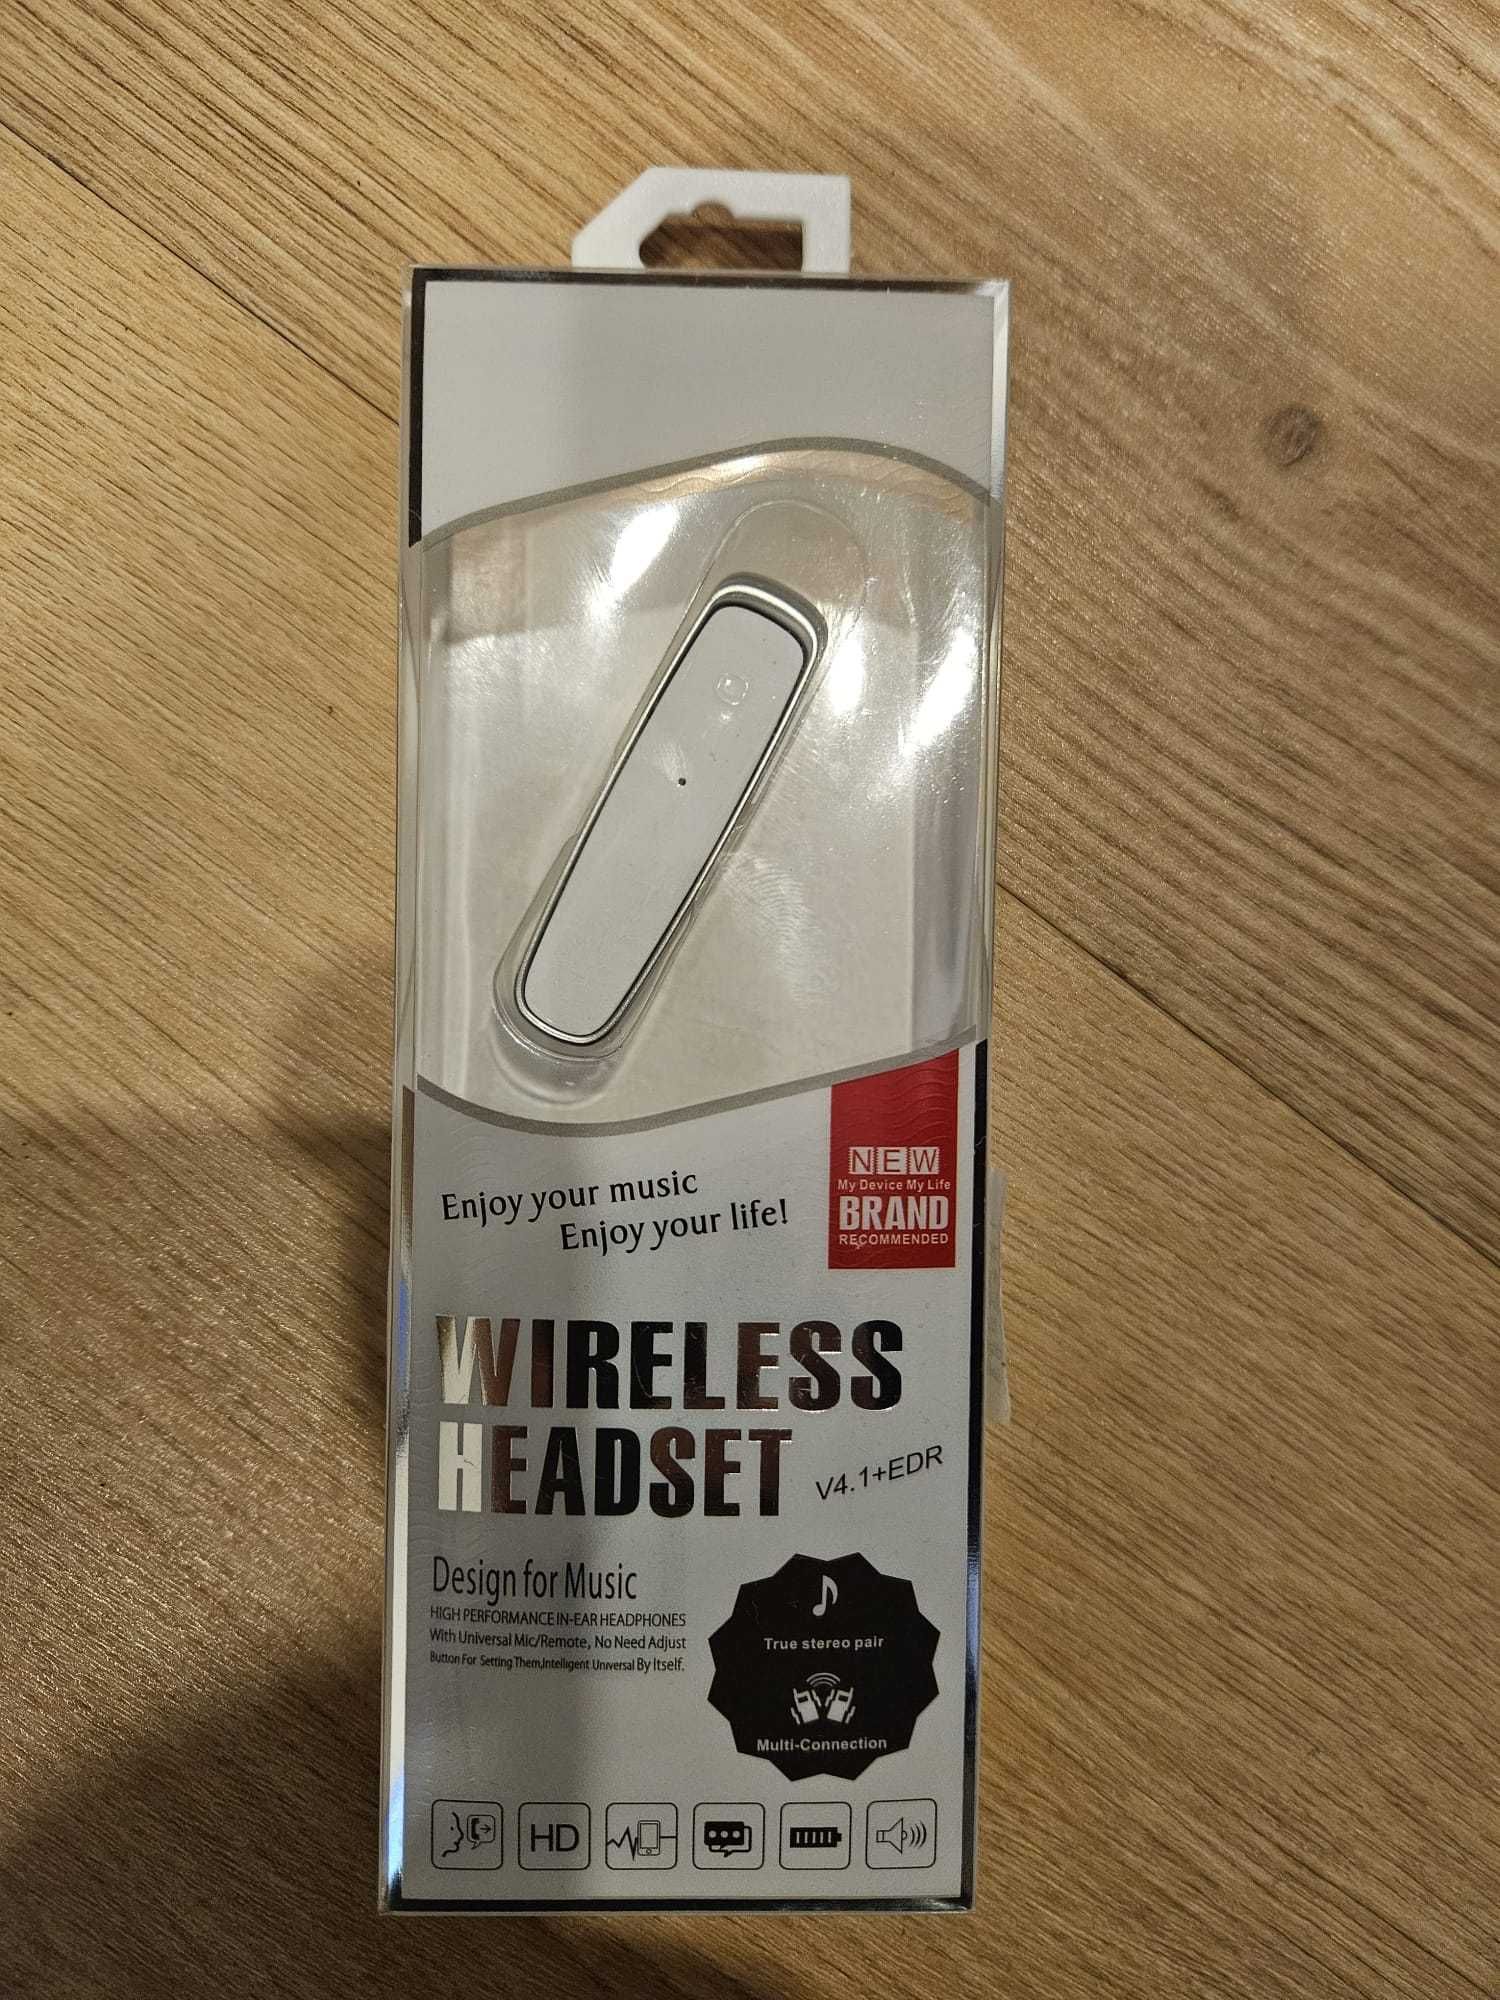 Enjoy your music
Enjoy your life!
NEW
My Device My Life
BRAND
RECOMMENDED
WIRELESS
HEADSET
V4.1+EDR
Design for Music
HIGH PERFORMANCE IN-EAR HEADPHONES
With Universal Mic/Remote, No Need Adjust
Button For Setting Them,Intelligent Universal By Itself.
True stereo pair
Multi-Connection
HD